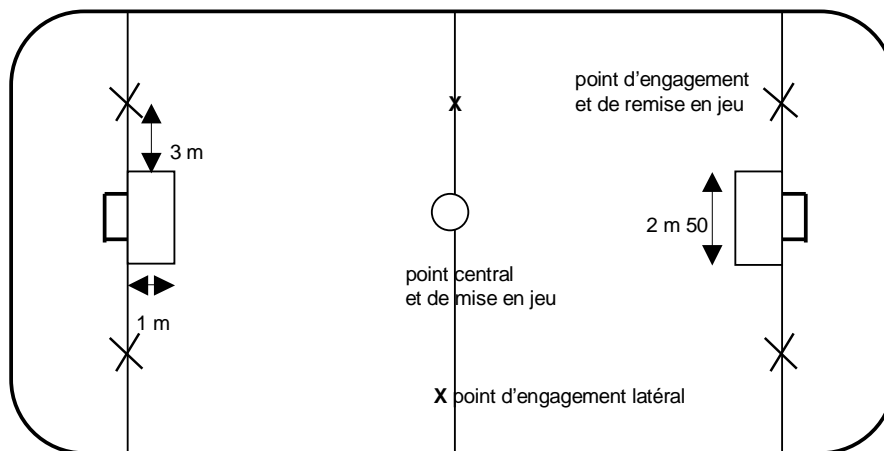 point d'engagement
et de remise en jeu
X
3 m
2 m 50
point central
et de mise en jeu
1 m
X point d'engagement latéral